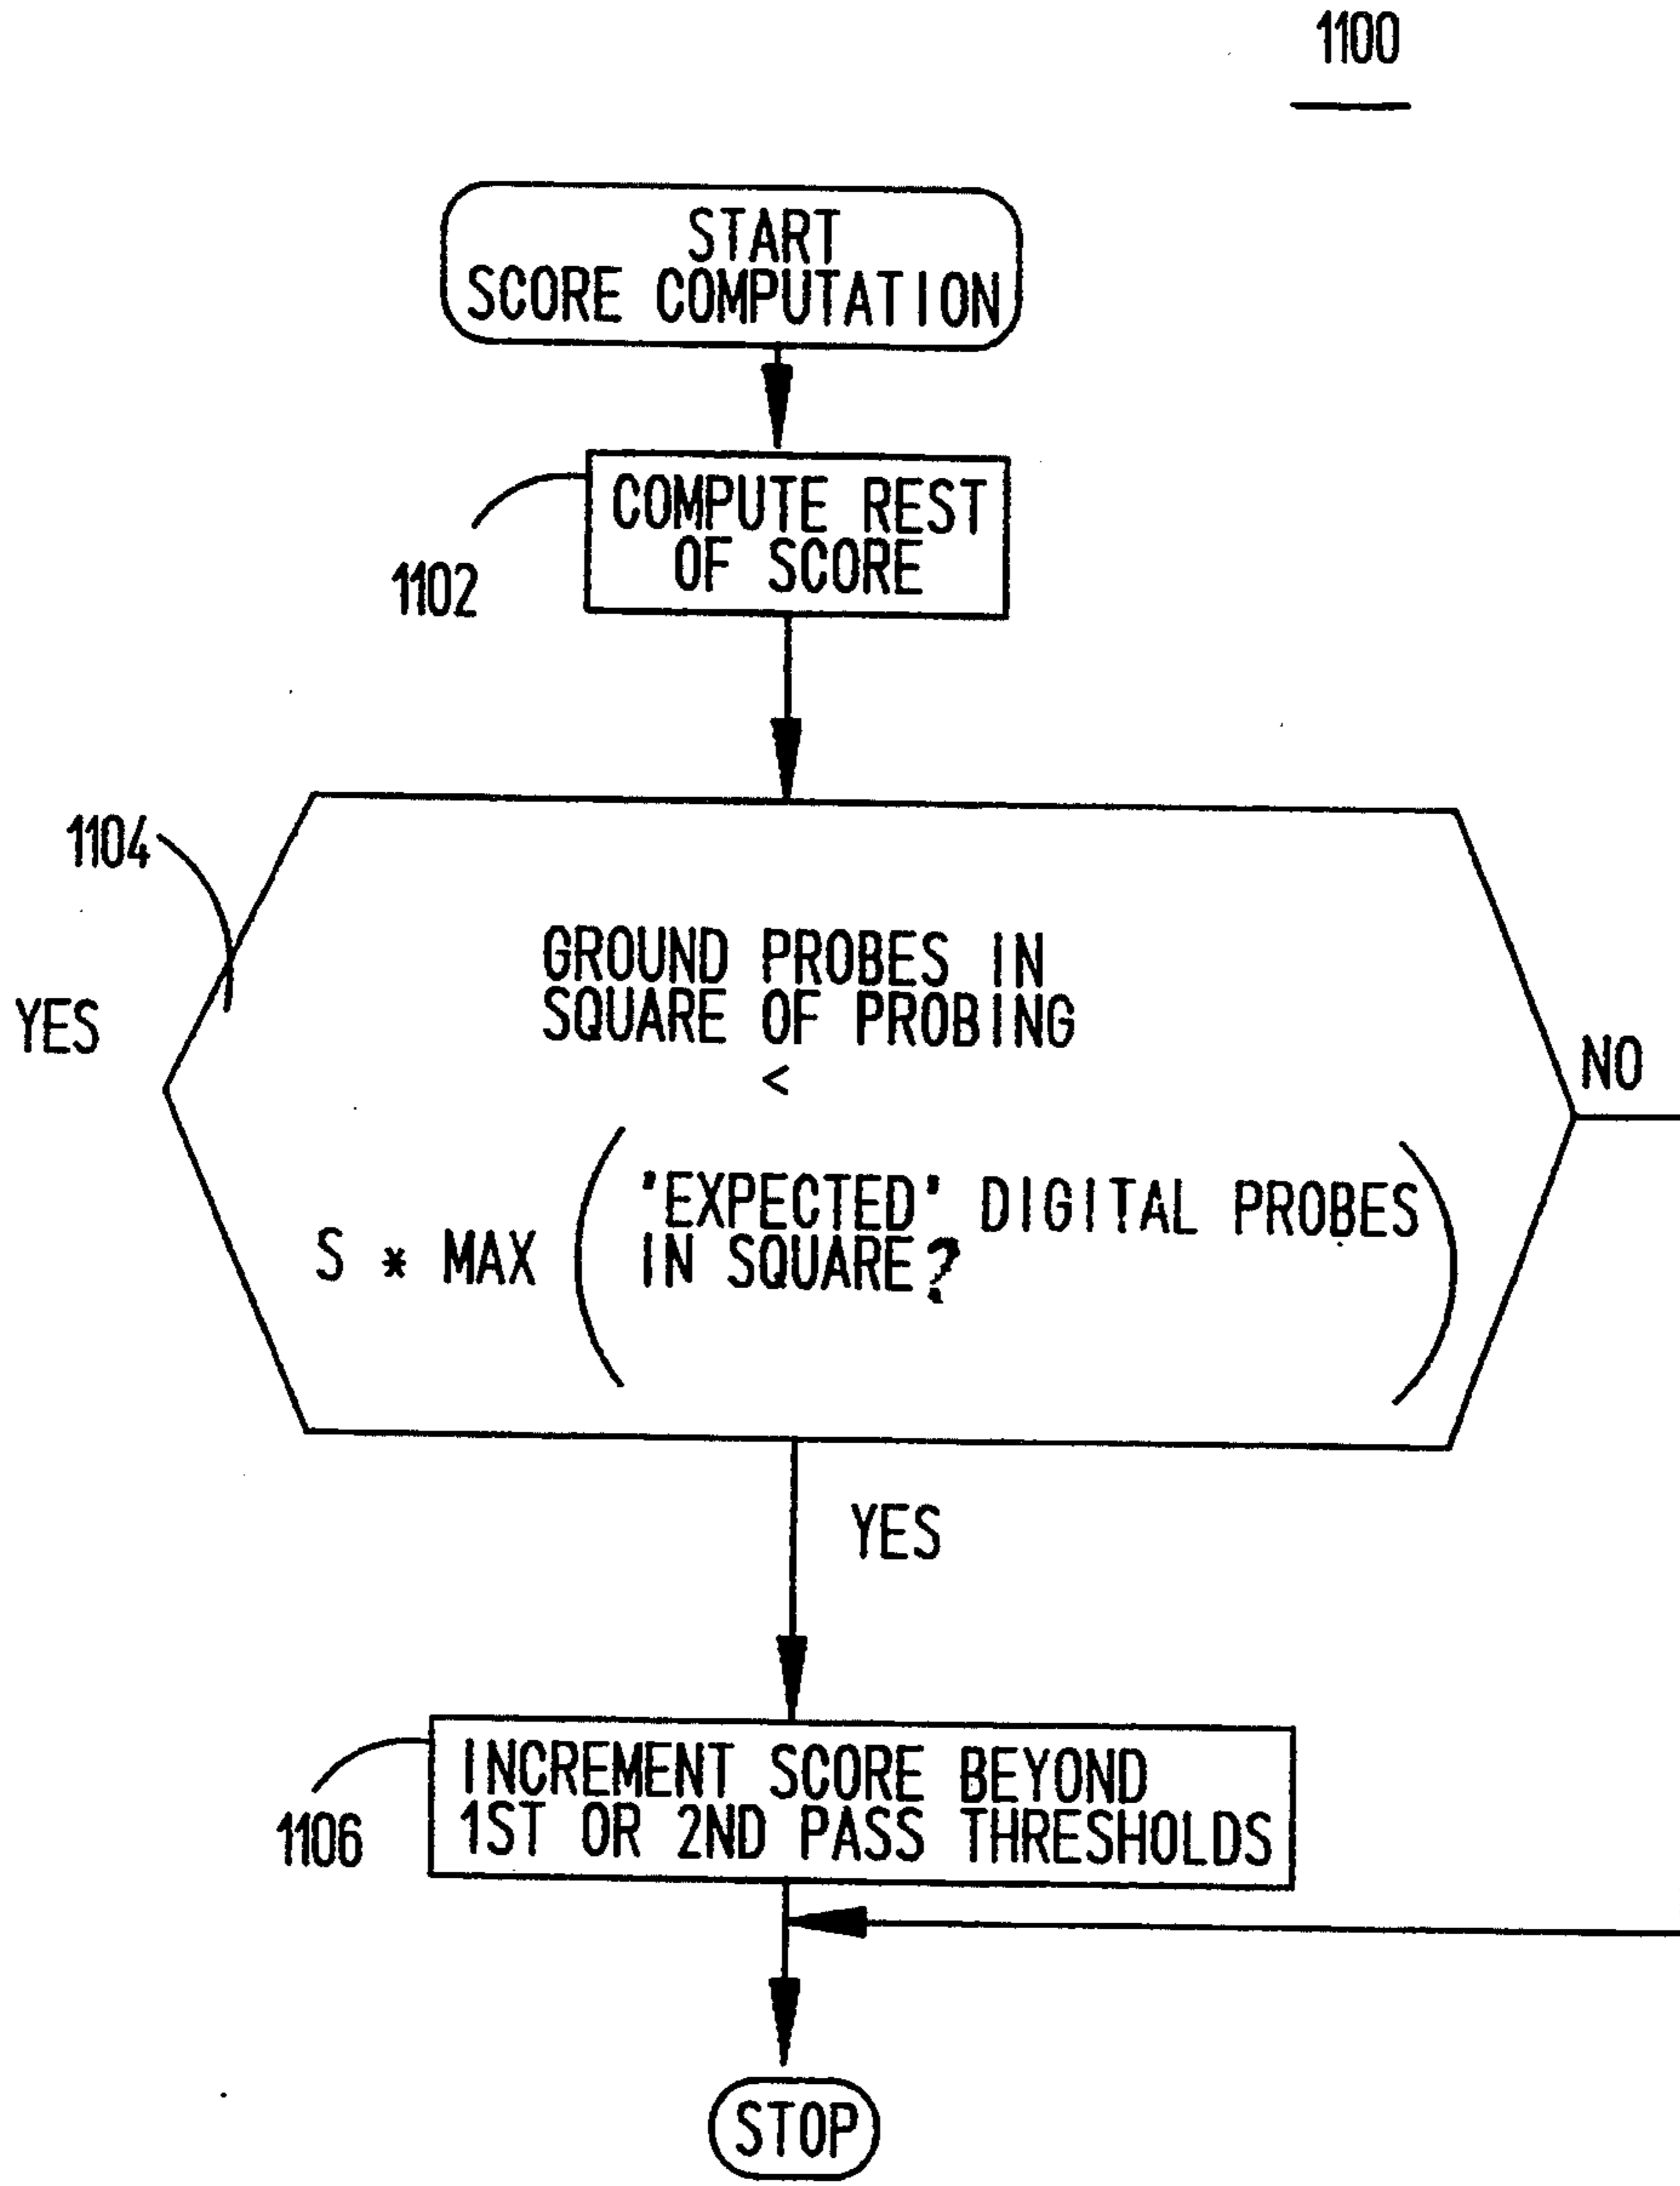 1100
START
SCORE COMPUTATION
COMPUTE REST
OF SCORE
1102
1104
YES
GROUND PROBES IN
SQUARE OF PROBING
<
NO
S * MAX ( "EXPECTED" DIGITAL PROBES
IN SQUARE? )
YES
INCREMENT SCORE BEYOND
1ST OR 2ND PASS THRESHOLDS
1106
STOP